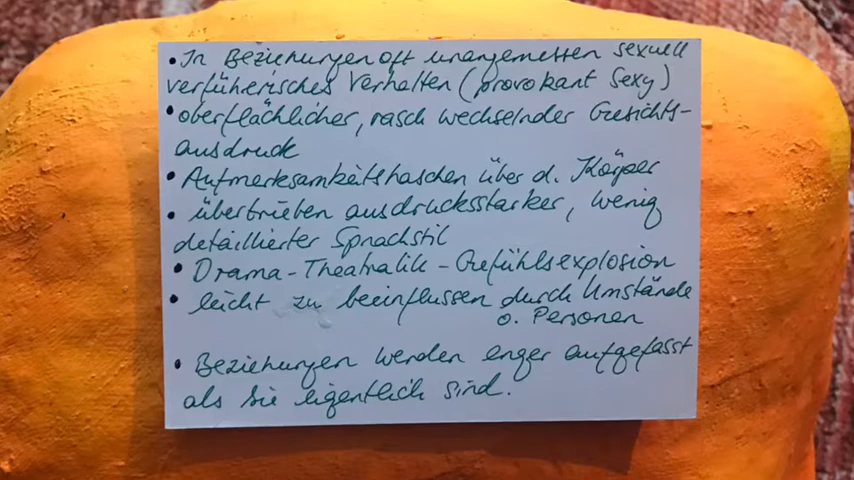 • In Beziehungen oft unangemessen sexuell
verführerisches Verhalten (provokant sexy)
• oberflächlicher, rasch wechselnder Gesichts-
ausdruck
• Aufmerksamkeitshaschen über d. Körper
• übertrieben ausdrucksstarker, wenig
detaillierter Sprachstil
• Drama-Theatralik-Gefühlsexplosion
• leicht zu beeinflussen durch Umstände
o. Personen
• Beziehungen werden enger aufgefasst
als sie eigentlich sind.